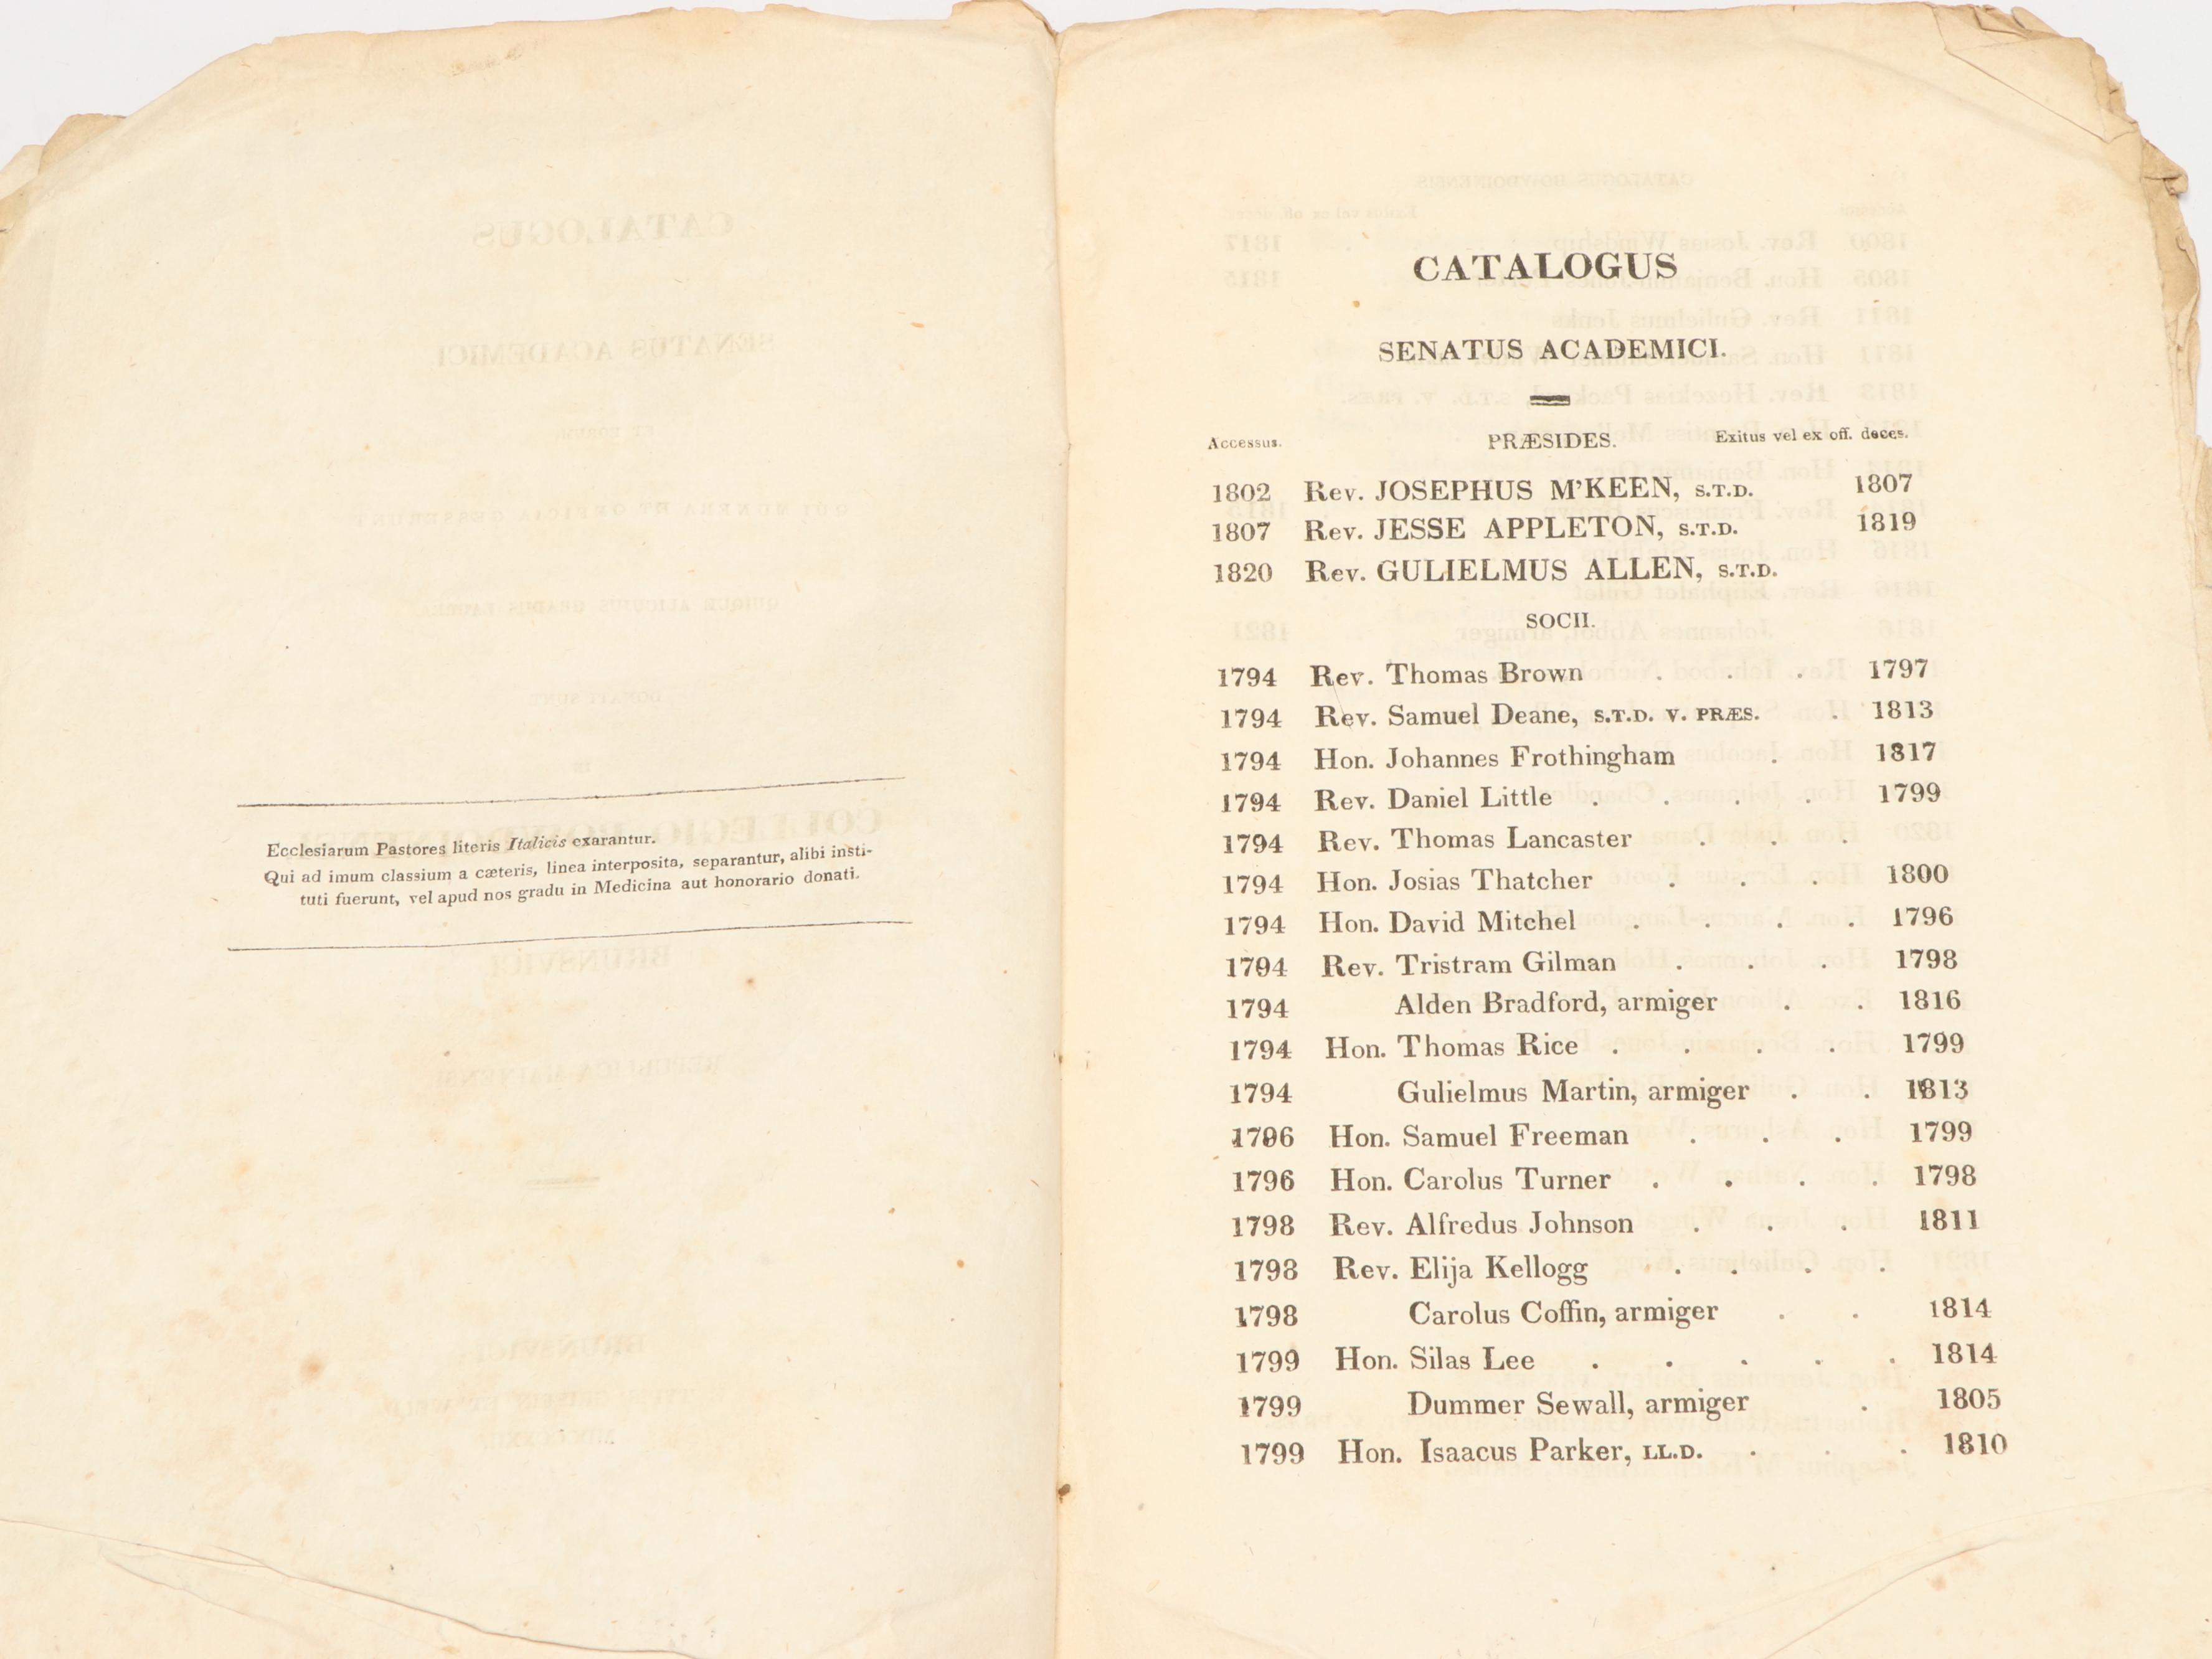 Ecclesiarum Pastores literis Italicis exarantur.
Qui ad imum classium a cæteris, linea interposita, separantur, alibi insti-
tuti fuerunt, vel apud nos gradu in Medicina aut honorario donati.
CATALOGUS
SENATUS ACADEMICI.
Accessus. PRÆSIDES. Exitus vel ex off. deces.
1802 Rev. JOSEPHUS M'KEEN, S.T.D. 1807
1807 Rev. JESSE APPLETON, S.T.D. 1819
1820 Rev. GULIELMUS ALLEN, S.T.D.
SOCII.
1794 Rev. Thomas Brown . . . 1797
1794 Rev. Samuel Deane, S.T.D. V. PRÆS. . 1813
1794 Hon. Johannes Frothingham . 1817
1794 Rev. Daniel Little . . . . 1799
1794 Rev. Thomas Lancaster . . .
1794 Hon. Josias Thatcher . . . 1800
1794 Hon. David Mitchel . . . . 1796
1794 Rev. Tristram Gilman . . . 1798
1794 Alden Bradford, armiger . . 1816
1794 Hon. Thomas Rice . . . . 1799
1794 Gulielmus Martin, armiger . . 1813
1796 Hon. Samuel Freeman . . . 1799
1796 Hon. Carolus Turner . . . . 1798
1798 Rev. Alfredus Johnson . . . 1811
1798 Rev. Elija Kellogg . . . .
1798 Carolus Coffin, armiger . . 1814
1799 Hon. Silas Lee . . . . . 1814
1799 Dummer Sewall, armiger . 1805
1799 Hon. Isaacus Parker, LL.D. . . . 1810